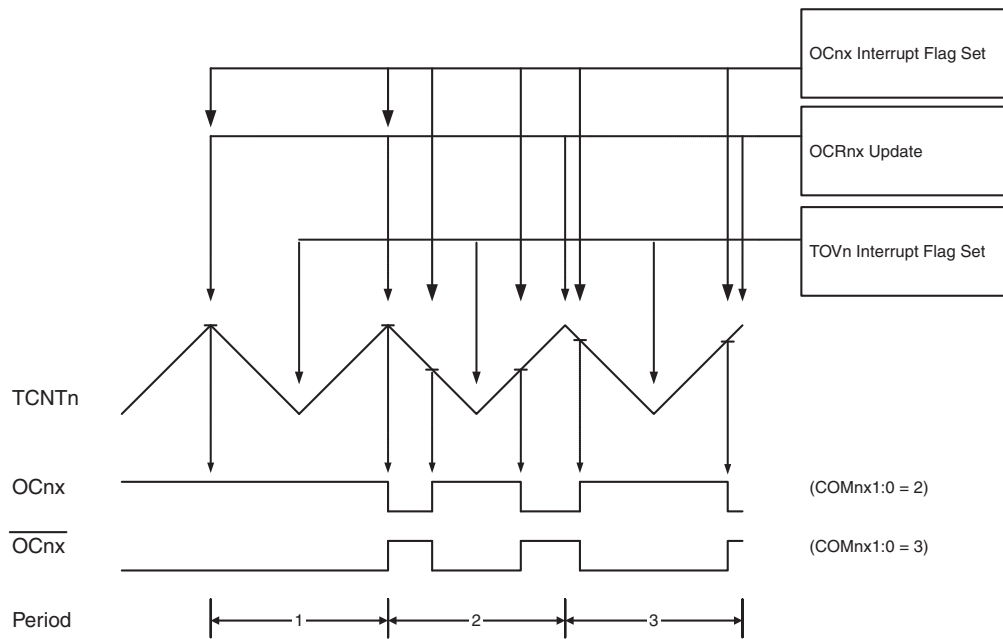 OCnx Interrupt Flag Set
OCRnx Update
TOVn Interrupt Flag Set
TCNTn
OCnx
(COMnx1:0 = 2)
OCnx
(COMnx1:0 = 3)
Period
1
2
3